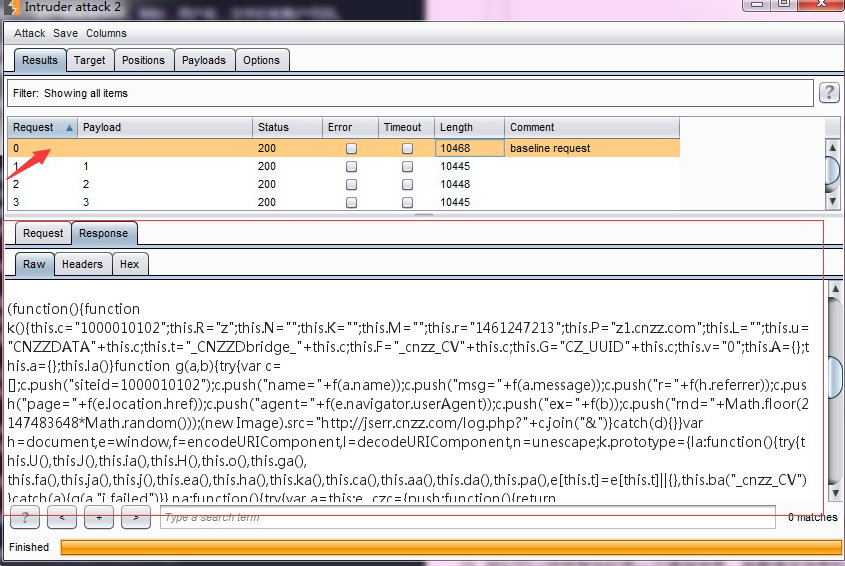 Intruder attack 2
Attack Save Columns
Results Target Positions Payloads Options
Filter: Showing all items ?
Request Payload Status Error Timeout Length Comment
0 200 10468 baseline request
1 1 200 10445
2 2 200 10448
3 3 200 10445
Request Response
Raw Headers Hex
(function(){function
k(){this.c="1000010102";this.R="z";this.N="";this.K="";this.M="";this.r="1461247213";this.P="z1.cnzz.com";this.L="";this.u=
"CNZZDATA"+this.c;this.t="_CNZZDbridge_"+this.c;this.F="_cnzz_CV"+this.c;this.G="CZ_UUID"+this.c;this.v="0";this.A={};t
his.a={};this.la()}function g(a,b){try{var c=
[];c.push("siteid=1000010102");c.push("name="+f(a.name));c.push("msg="+f(a.message));c.push("r="+f(h.referrer));c.pu
sh("page="+f(e.location.href));c.push("agent="+f(e.navigator.userAgent));c.push("ex="+f(b));c.push("rnd="+Math.floor(2
147483648*Math.random()));(new Image).src="http://jserr.cnzz.com/log.php?"+c.join("&")}catch(d){}}var
h=document,e=window,f=encodeURIComponent,l=decodeURIComponent,n=unescape;k.prototype={la:function(){try{t
his.U(),this.J(),this.ia(),this.H(),this.o(),this.ga(),
this.fa(),this.ja(),this.j(),this.ea(),this.ha(),this.ka(),this.ca(),this.aa(),this.da(),this.pa(),e[this.t]=e[this.t]||{},this.ba("_cnzz_CV")
}catch(a){g(a,"i failed")}},na:function(){try{var a=this;e._czc={push:function(){return
? < + > Type a search term 0 matches
Finished